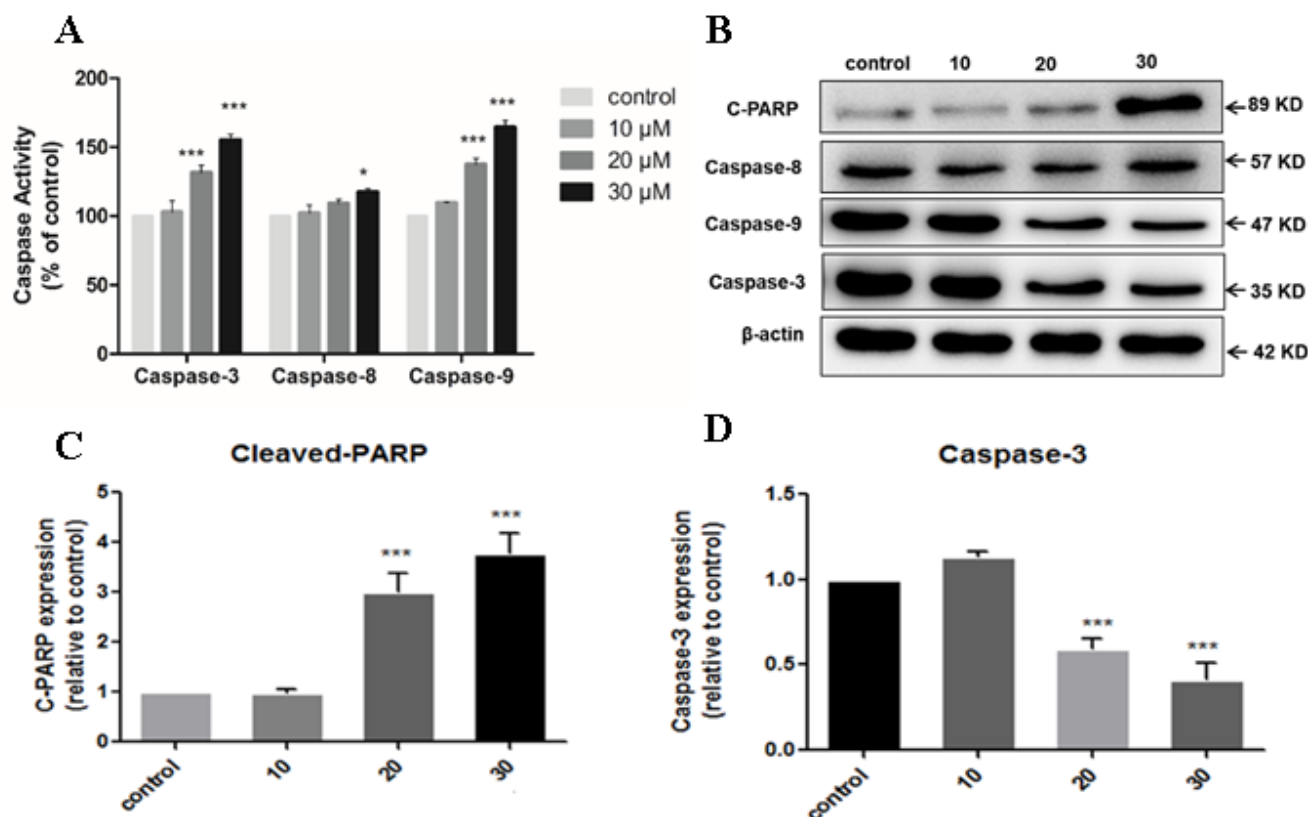 A
Caspase Activity
(% of control)
200
150
100
50
0
***
***
*
***
***
control
10 µM
20 µM
30 µM
Caspase-3 Caspase-8 Caspase-9
B
control 10 20 30
C-PARP 89 KD
Caspase-8 57 KD
Caspase-9 47 KD
Caspase-3 35 KD
β-actin 42 KD
C
Cleaved-PARP
C-PARP expression
(relative to control)
5
4
3
2
1
0
***
***
control 10 20 30
D
Caspase-3
Caspase-3 expression
(relative to control)
1.5
1.0
0.5
0.0
***
***
control 10 20 30